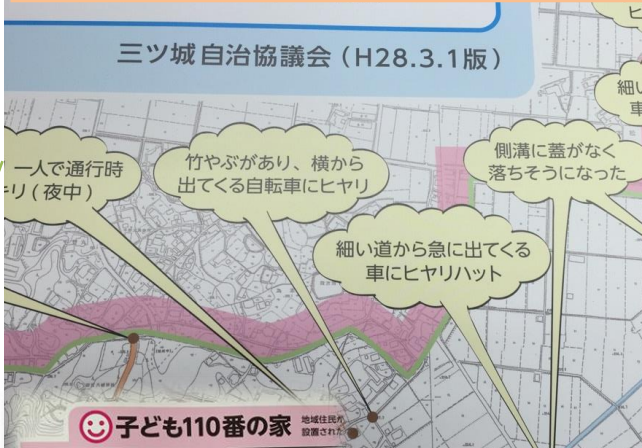 三ツ城自治協議会（H28.3.1版）
一人で通行時
（夜中）
竹やぶがあり、横から
出てくる自転車にヒヤリ
側溝に蓋がなく
落ちそうになった
細い道から急に出てくる
車にヒヤリハット
細い
車
子ども110番の家
地域住民が
設置された